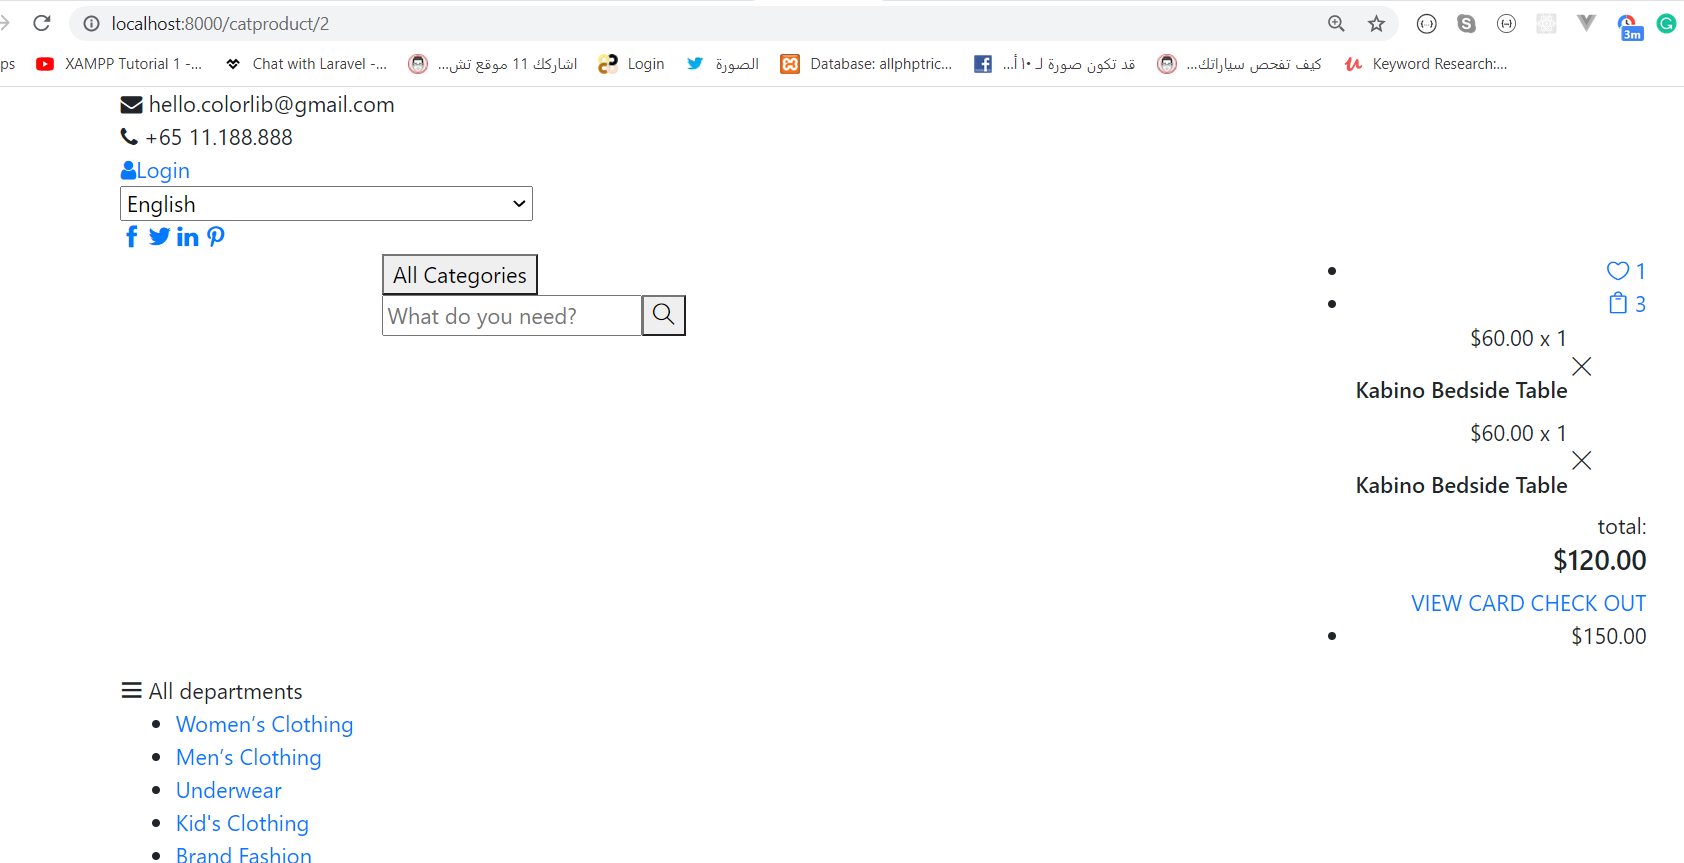 localhost:8000/catproduct/2
3m
ps
XAMPP Tutorial 1 -...
Chat with Laravel -...
اشاركك 11 موقع تش...
Login
الصورة
Database: allphptric...
قد تكون صورة لـ ١٠ أ...
كيف تفحص سياراتك...
Keyword Research:...
hello.colorlib@gmail.com
+65 11.188.888
Login
English
All Categories
What do you need?
1
3
$60.00 x 1
Kabino Bedside Table
$60.00 x 1
Kabino Bedside Table
total:
$120.00
VIEW CARD CHECK OUT
$150.00
All departments
Women’s Clothing
Men’s Clothing
Underwear
Kid's Clothing
Brand Fashion